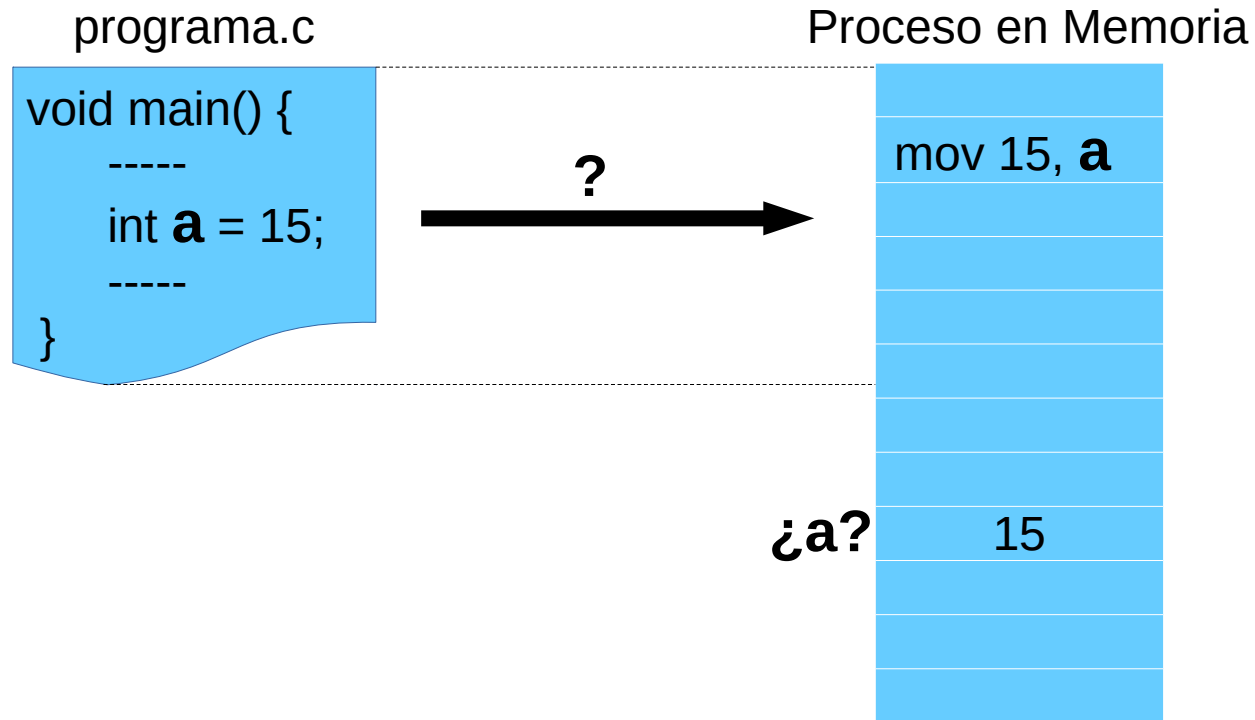 programa.c
Proceso en Memoria
void main() {
-----
int a = 15;
-----
}
?
mov 15, a
¿a?
15